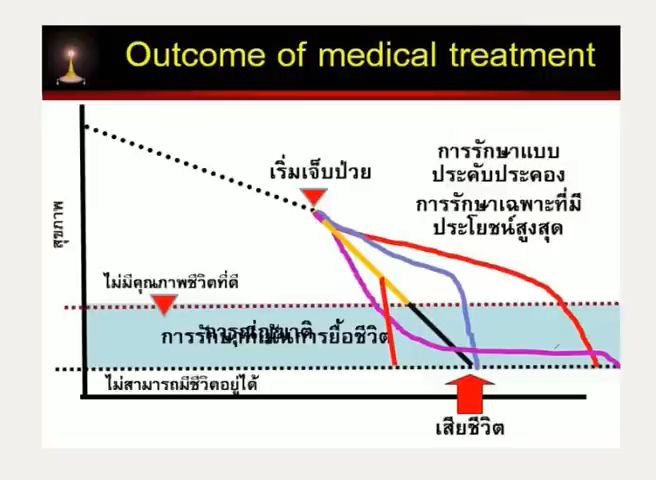 Outcome of medical treatment
การรักษาแบบ
ประคับประคอง
เริ่มเจ็บป่วย
การรักษาเฉพาะที่มี
ประโยชน์สูงสุด
สุขภาพ
ไม่มีคุณภาพชีวิตที่ดี
ไม่สามารถมีชีวิตอยู่ได้
เสียชีวิต